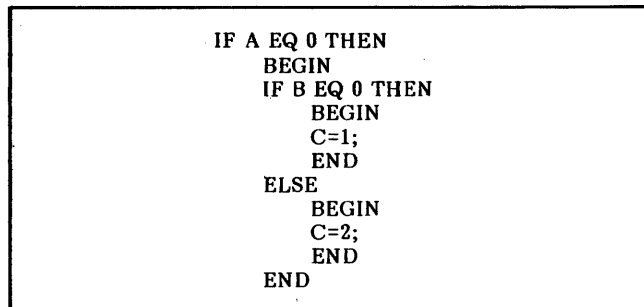 IF A EQ 0 THEN
BEGIN
IF B EQ 0 THEN
BEGIN
C=1;
END
ELSE
BEGIN
C=2;
END
END